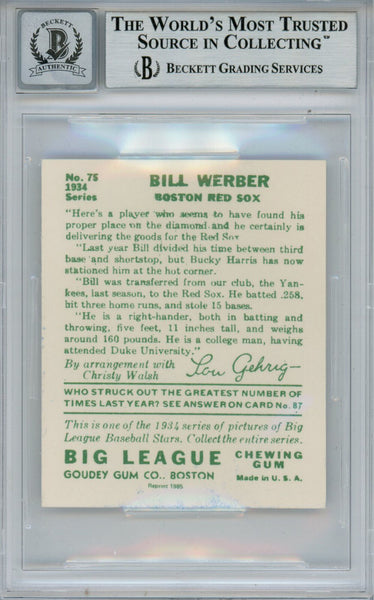 BECKETT
B
AUTHENTIC
THE WORLD'S MOST TRUSTED
SOURCE IN COLLECTING™
B BECKETT GRADING SERVICES
No. 75
1934
Series
BILL WERBER
BOSTON RED SOX
"Here's a player who seems to have found his
proper place on the diamond and he certainly is
delivering the goods for the Red Sox
"Last year Bill divided his time between third
base and shortstop, but Bucky Harris has now
stationed him at the hot corner.
"Bill was transferred from our club, the Yan-
kees, last season, to the Red Sox. He batted .258,
hit three home runs, and stole 15 bases.
"He is a right-hander, both in batting and
throwing, five feet, 11 inches tall, and weighs
around 160 pounds. He is a college man, having
attended Duke University."
By arrangement with
Christy Walsh
Lou Gehrig
WHO STRUCK OUT THE GREATEST NUMBER OF
TIMES LAST YEAR? SEE ANSWER ON CARD No. 87
This is one of the 1934 series of pictures of Big
League Baseball Stars. Collect the entire series.
BIG LEAGUE CHEWING GUM
GOUDEY GUM CO., BOSTON Made in U.S.A.
Reprint 1985